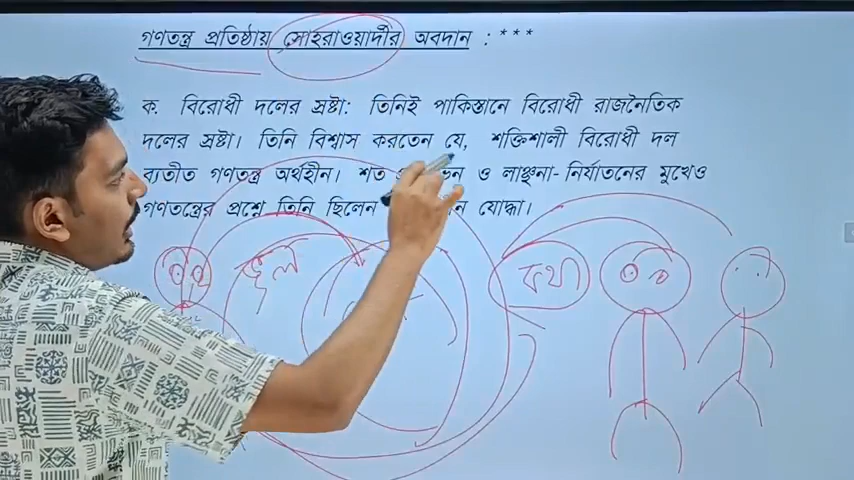 গণতন্ত্র প্রতিষ্ঠায় সোহরাওয়ার্দীর অবদান : ***
ক. বিরোধী দলের স্রষ্টা: তিনিই পাকিস্তানে বিরোধী রাজনৈতিক
দলের স্রষ্টা। তিনি বিশ্বাস করতেন যে, শক্তিশালী বিরোধী দল
ব্যতীত গণতন্ত্র অর্থহীন। শত ও লাঞ্ছনা- নির্যাতনের মুখেও
গণতন্ত্রের প্রশ্নে তিনি ছিলেন যোদ্ধা।
ভুল কথা